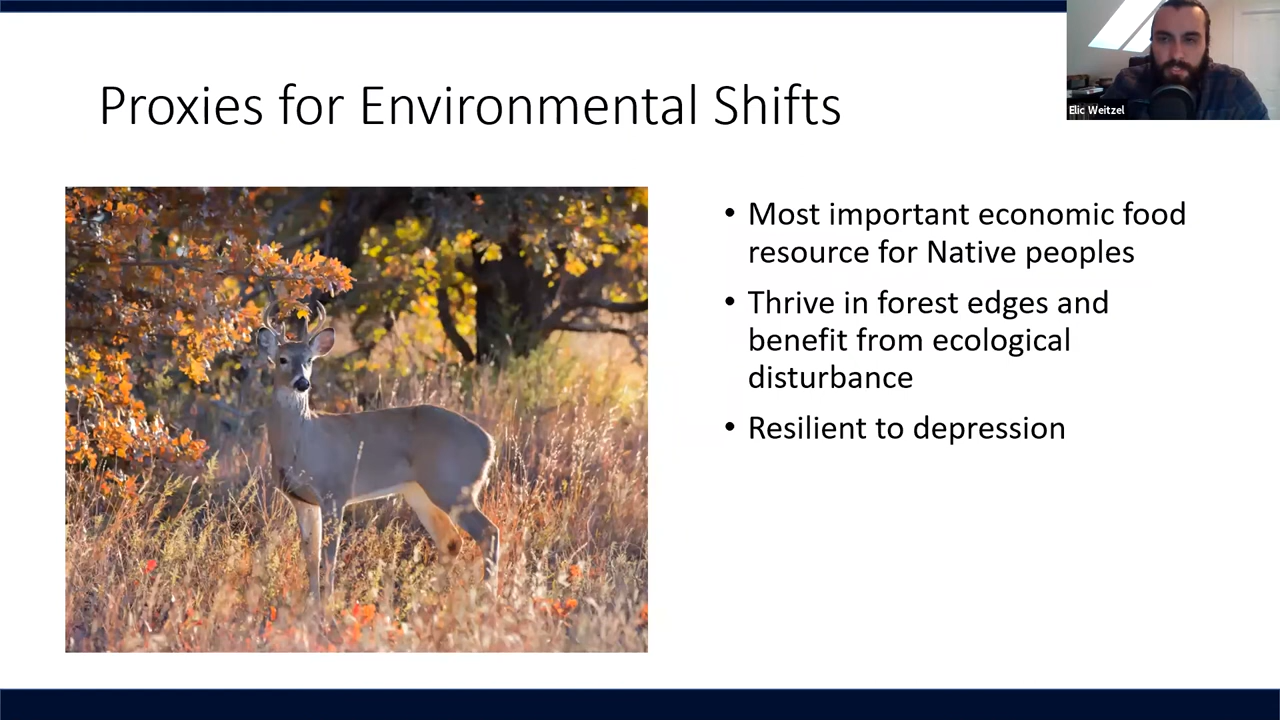 Proxies for Environmental Shifts
Elic Weitzel
• Most important economic food
resource for Native peoples
• Thrive in forest edges and
benefit from ecological
disturbance
• Resilient to depression